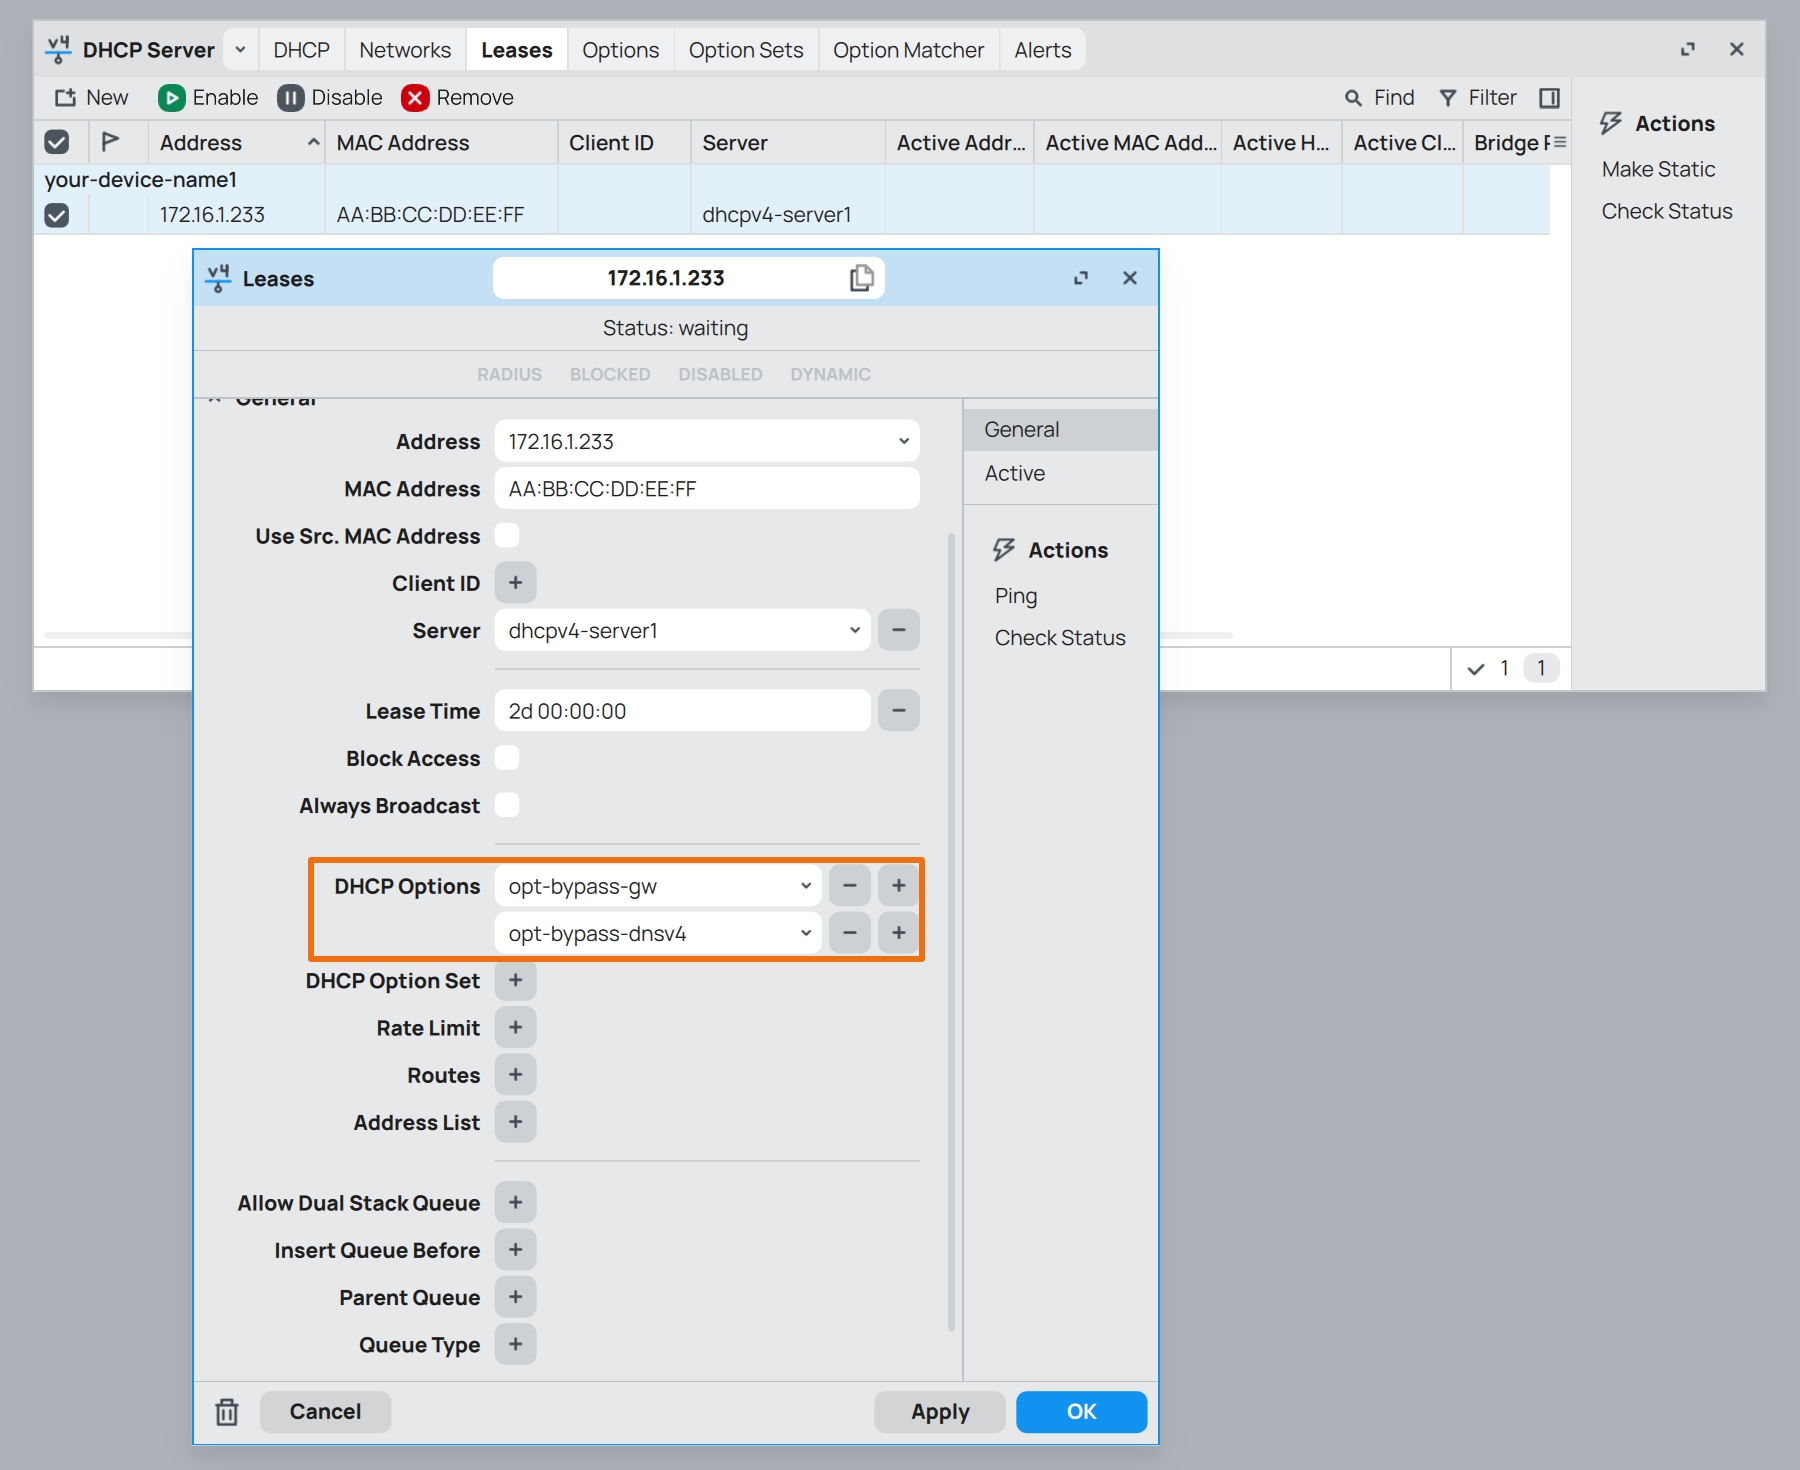 v4 DHCP Server DHCP Networks Leases Options Option Sets Option Matcher Alerts
New Enable Disable Remove Find Filter
Address MAC Address Client ID Server Active Addr... Active MAC Add... Active H... Active Cl... Bridge
your-device-name1
172.16.1.233 AA:BB:CC:DD:EE:FF dhcpv4-server1
Actions
Make Static
Check Status
v4 Leases 172.16.1.233
Status: waiting
RADIUS BLOCKED DISABLED DYNAMIC
General
Address 172.16.1.233
MAC Address AA:BB:CC:DD:EE:FF
Use Src. MAC Address
Client ID +
Server dhcpv4-server1 −
Lease Time 2d 00:00:00 −
Block Access
Always Broadcast
DHCP Options opt-bypass-gw − +
opt-bypass-dnsv4 − +
DHCP Option Set +
Rate Limit +
Routes +
Address List +
Allow Dual Stack Queue +
Insert Queue Before +
Parent Queue +
Queue Type +
General
Active
Actions
Ping
Check Status
Cancel Apply OK
1 1